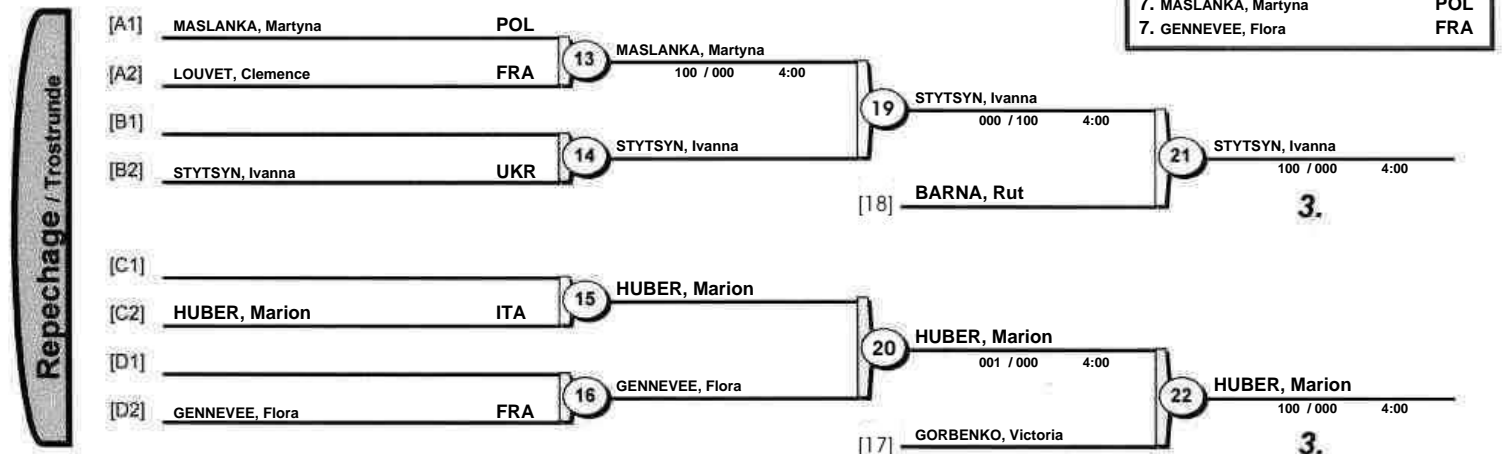 7. MASLANKA, Martyna POL
7. GENNEVEE, Flora FRA
Repechage / Trostrunde
[A1] MASLANKA, Martyna POL
[A2] LOUVET, Clemence FRA
13 MASLANKA, Martyna
100 / 000 4:00
[B1]
[B2] STYTSYN, Ivanna UKR
14 STYTSYN, Ivanna
19 STYTSYN, Ivanna
000 / 100 4:00
[18] BARNA, Rut
21 STYTSYN, Ivanna
100 / 000 4:00
3.
[C1]
[C2] HUBER, Marion ITA
15 HUBER, Marion
[D1]
[D2] GENNEVEE, Flora FRA
16 GENNEVEE, Flora
20 HUBER, Marion
001 / 000 4:00
[17] GORBENKO, Victoria
22 HUBER, Marion
100 / 000 4:00
3.